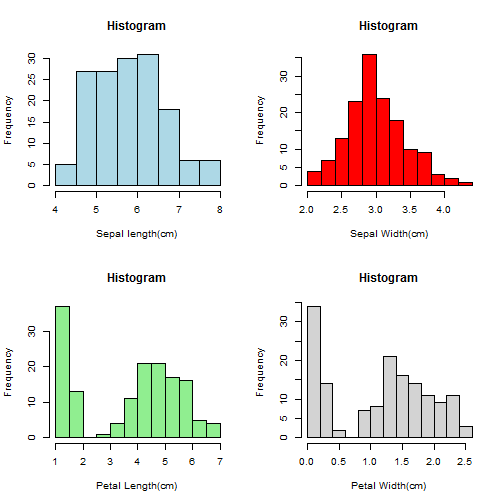 Histogram
Frequency
0 5 10 15 20 25 30
4 5 6 7 8
Sepal length(cm)
Histogram
Frequency
0 5 10 20 30
2.0 2.5 3.0 3.5 4.0
Sepal Width(cm)
Histogram
Frequency
0 10 20 30
1 2 3 4 5 6 7
Petal Length(cm)
Histogram
Frequency
0 5 10 20 30
0.0 0.5 1.0 1.5 2.0 2.5
Petal Width(cm)